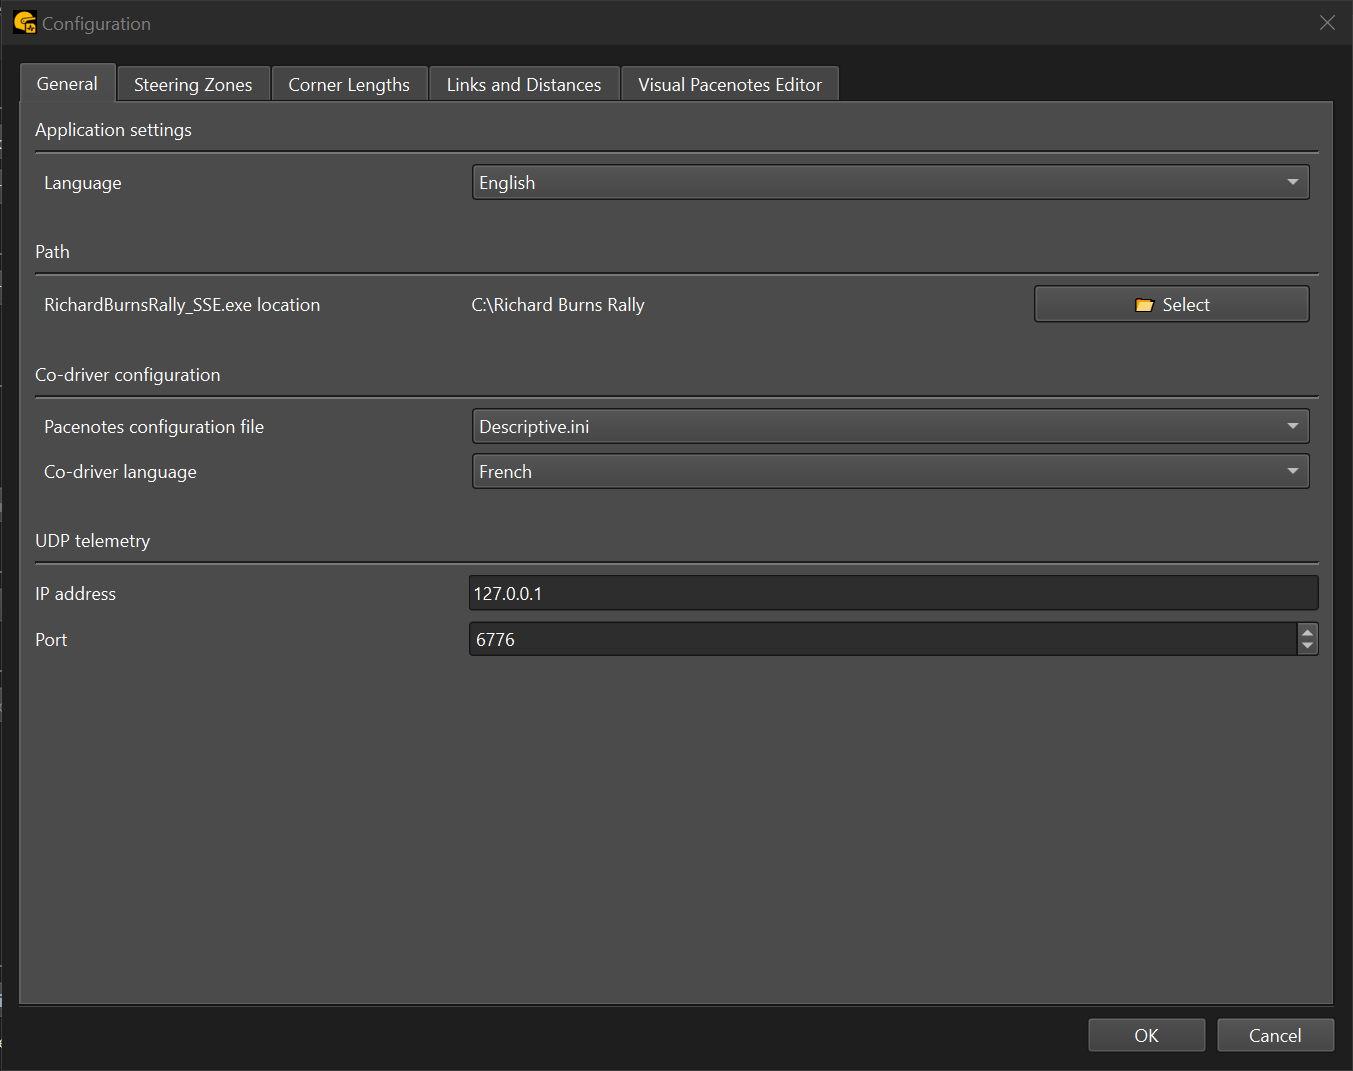 Configuration
General
Steering Zones
Corner Lengths
Links and Distances
Visual Pacenotes Editor
Application settings
Language
English
Path
RichardBurnsRally_SSE.exe location
C:\Richard Burns Rally
Select
Co-driver configuration
Pacenotes configuration file
Descriptive.ini
Co-driver language
French
UDP telemetry
IP address
127.0.0.1
Port
6776
OK
Cancel